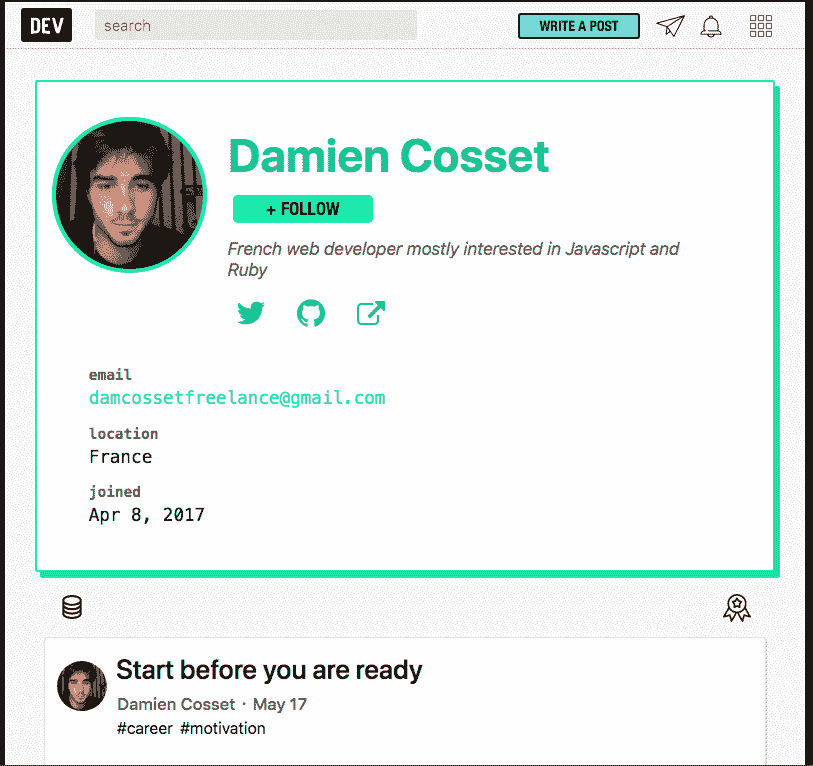 DEV
search
WRITE A POST
Damien Cosset
+ FOLLOW
French web developer mostly interested in Javascript and
Ruby
email
damcossetfreelance@gmail.com
location
France
joined
Apr 8, 2017
Start before you are ready
Damien Cosset · May 17
#career #motivation